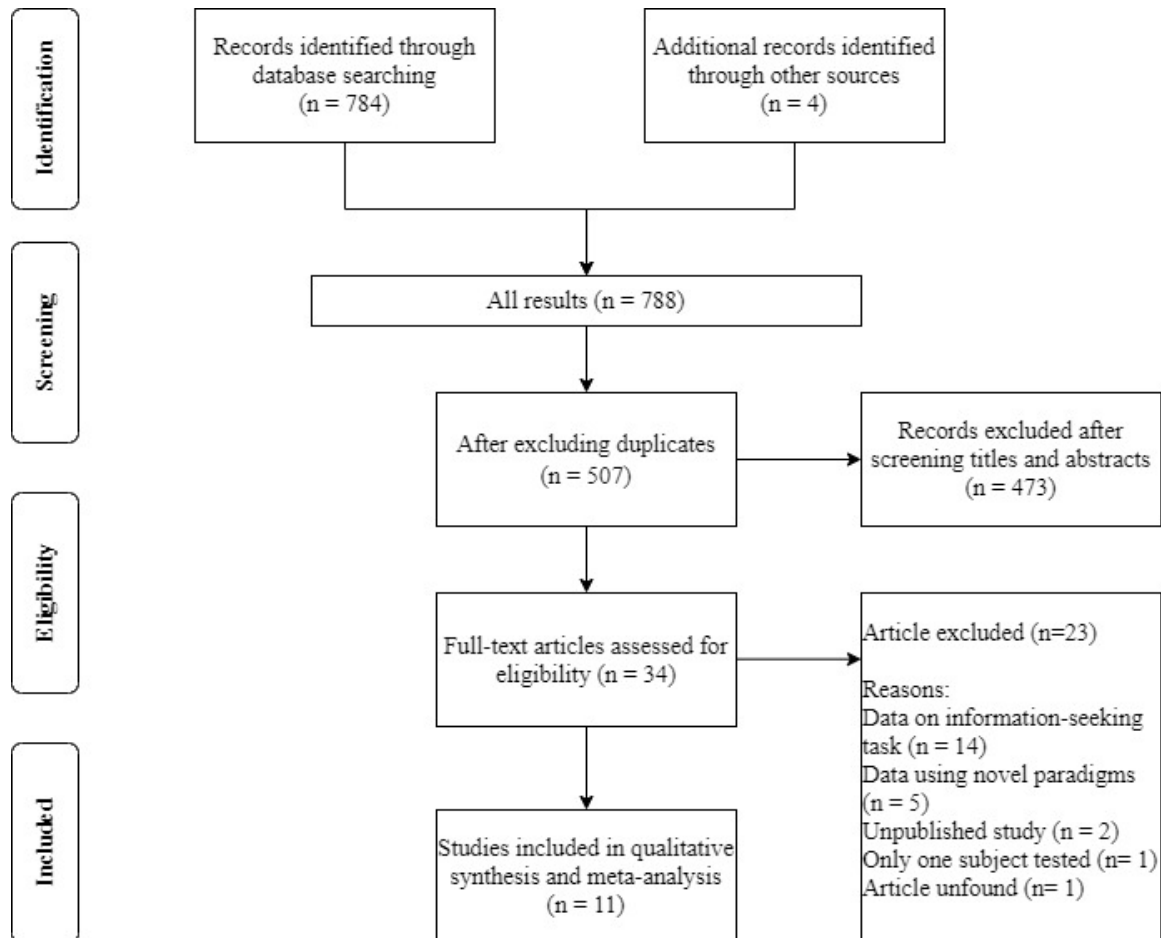 Identification
Records identified through
database searching
(n = 784)
Additional records identified
through other sources
(n = 4)
Screening
All results (n = 788)
After excluding duplicates
(n = 507)
Records excluded after
screening titles and abstracts
(n = 473)
Eligibility
Full-text articles assessed for
eligibility (n = 34)
Article excluded (n=23)
Reasons:
Data on information-seeking
task (n = 14)
Data using novel paradigms
(n = 5)
Unpublished study (n = 2)
Only one subject tested (n= 1)
Article unfound (n= 1)
Included
Studies included in qualitative
synthesis and meta-analysis
(n = 11)